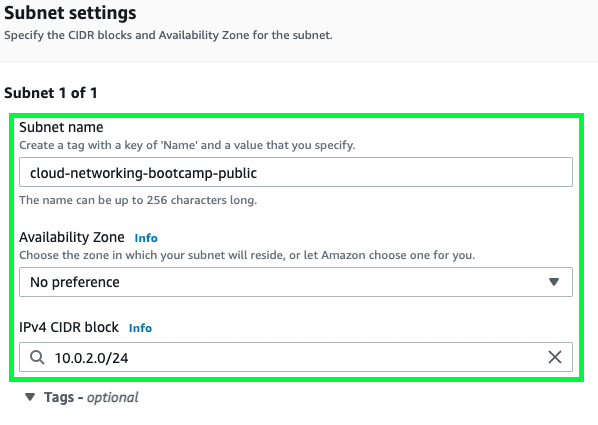 Subnet settings
Specify the CIDR blocks and Availability Zone for the subnet.
Subnet 1 of 1
Subnet name
Create a tag with a key of 'Name' and a value that you specify.
cloud-networking-bootcamp-public
The name can be up to 256 characters long.
Availability Zone Info
Choose the zone in which your subnet will reside, or let Amazon choose one for you.
No preference
IPv4 CIDR block Info
10.0.2.0/24
Tags - optional